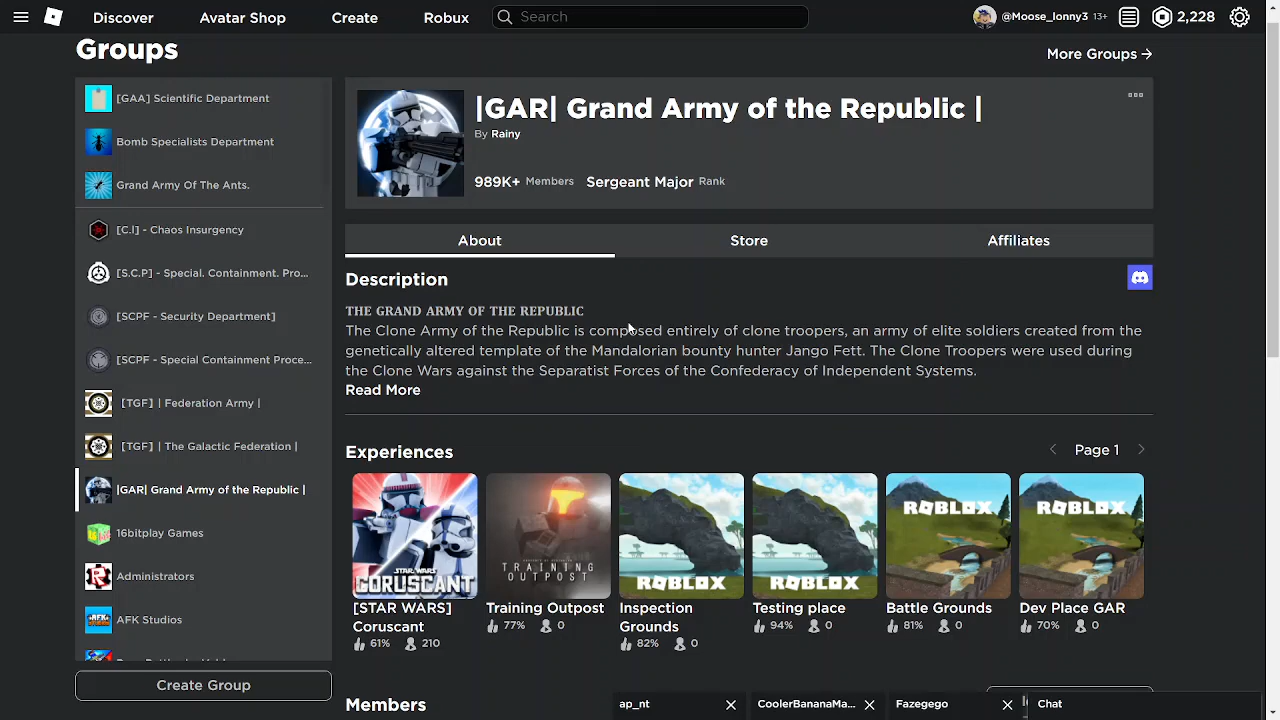 Discover
Avatar Shop
Create
Robux
Search
@Moose_lonny3 13+
2,228
Groups
More Groups →
[GAA] Scientific Department
Bomb Specialists Department
Grand Army Of The Ants.
[C.I] - Chaos Insurgency
[S.C.P] - Special. Containment. Pro...
[SCPF - Security Department]
[SCPF - Special Containment Proce...
[TGF] | Federation Army |
[TGF] | The Galactic Federation |
|GAR| Grand Army of the Republic |
16bitplay Games
Administrators
AFK Studios
Create Group
|GAR| Grand Army of the Republic |
By Rainy
989K+ Members Sergeant Major Rank
About
Store
Affiliates
Description
THE GRAND ARMY OF THE REPUBLIC
The Clone Army of the Republic is composed entirely of clone troopers, an army of elite soldiers created from the
genetically altered template of the Mandalorian bounty hunter Jango Fett. The Clone Troopers were used during
the Clone Wars against the Separatist Forces of the Confederacy of Independent Systems.
Read More
Experiences
Page 1
STAR WARS
CORUSCANT
[STAR WARS]
Coruscant
61% 210
TRAINING
OUTPOST
Training Outpost
77% 0
ROBLOX
Inspection
Grounds
82% 0
ROBLOX
Testing place
94% 0
ROBLOX
Battle Grounds
81% 0
ROBLOX
Dev Place GAR
70% 0
Members
ap_nt
CoolerBananaMa...
Fazegego
Chat